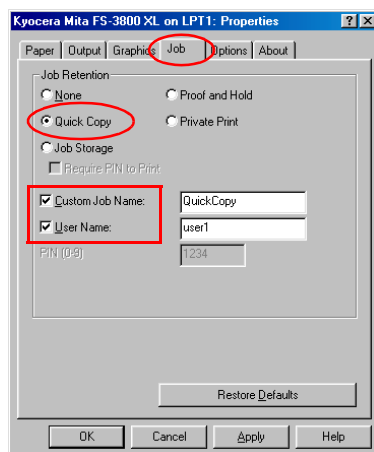 Kyocera Mita FS-3800 XL on LPT1: Properties
Paper Output Graphics Job Options About
Job Retention
None Proof and Hold
Quick Copy Private Print
Job Storage
Require PIN to Print
Custom Job Name: QuickCopy
User Name: user1
PIN (0-9) 1234
Restore Defaults
OK Cancel Apply Help